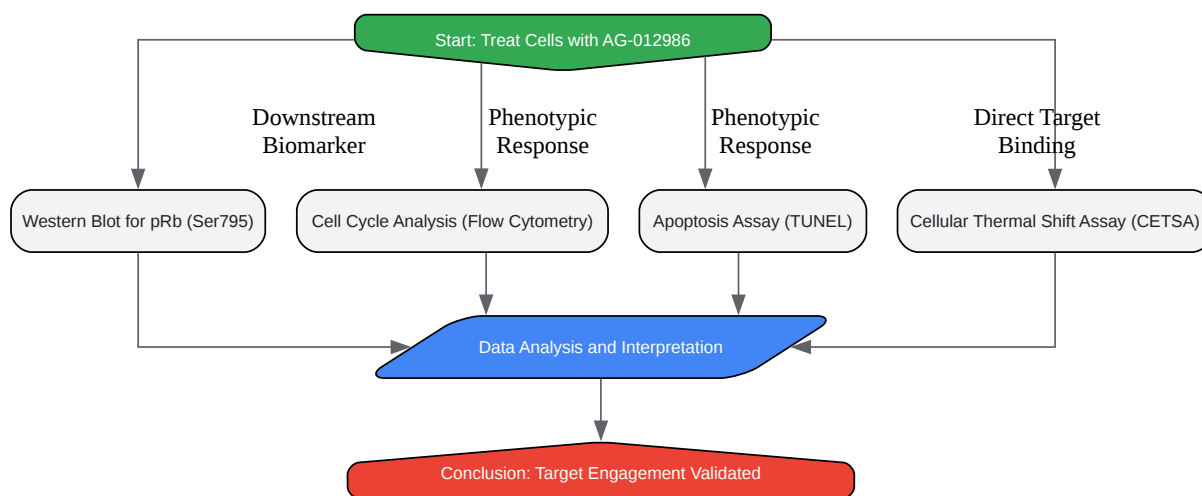 Start: Treat Cells with AG-012986
Downstream
Biomarker
Phenotypic
Response
Phenotypic
Response
Direct Target
Binding
Western Blot for pRb (Ser795)
Cell Cycle Analysis (Flow Cytometry)
Apoptosis Assay (TUNEL)
Cellular Thermal Shift Assay (CETSA)
Data Analysis and Interpretation
Conclusion: Target Engagement Validated